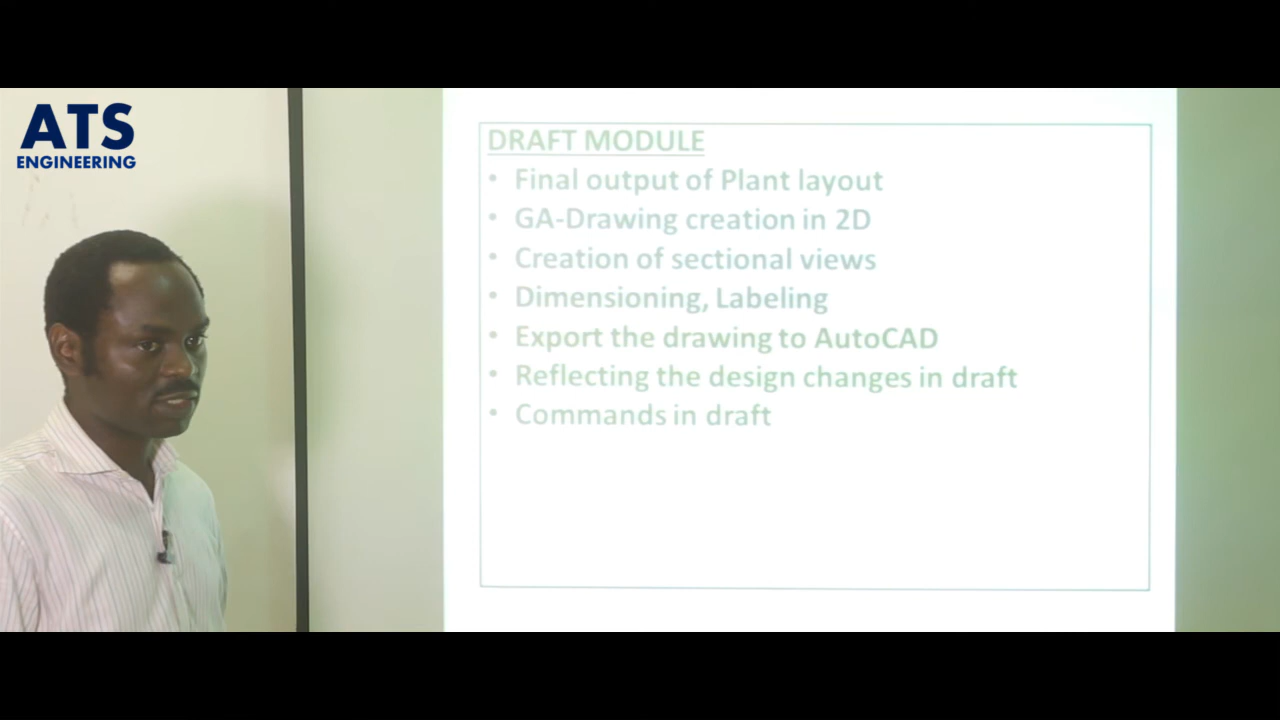 ATS
ENGINEERING
DRAFT MODULE
• Final output of Plant layout
• GA-Drawing creation in 2D
• Creation of sectional views
• Dimensioning, Labeling
• Export the drawing to AutoCAD
• Reflecting the design changes in draft
• Commands in draft